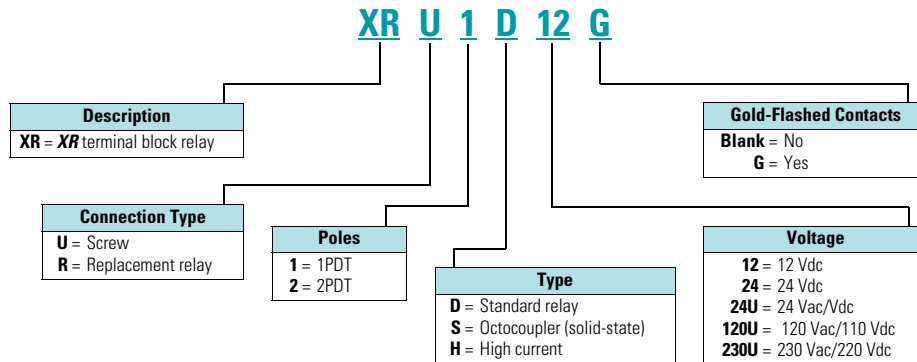 XR U 1 D 12 G
Description
XR = XR terminal block relay
Gold-Flashed Contacts
Blank = No
G = Yes
Connection Type
U = Screw
R = Replacement relay
Poles
1 = 1PDT
2 = 2PDT
Type
D = Standard relay
S = Octocoupler (solid-state)
H = High current
Voltage
12 = 12 Vdc
24 = 24 Vdc
24U = 24 Vac/Vdc
120U = 120 Vac/110 Vdc
230U = 230 Vac/220 Vdc